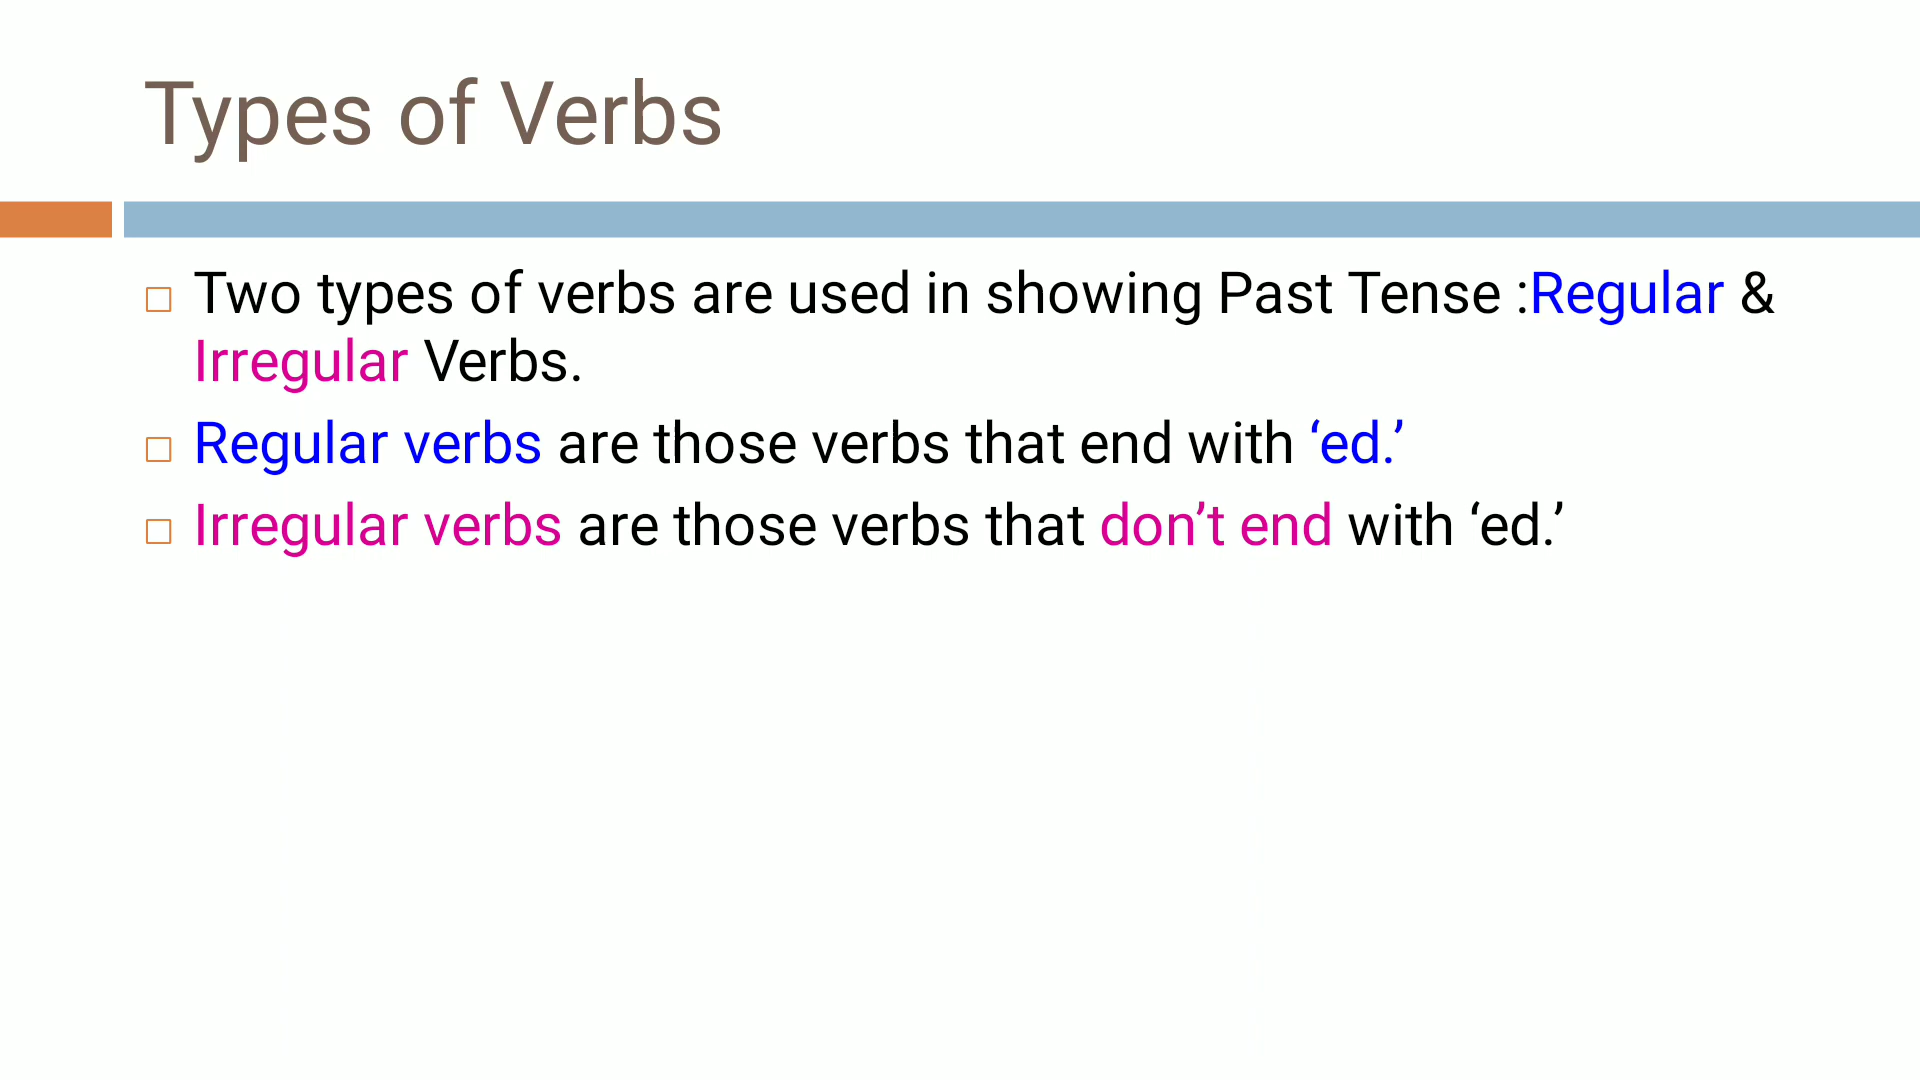 Types of Verbs
Two types of verbs are used in showing Past Tense :Regular &
Irregular Verbs.
Regular verbs are those verbs that end with ‘ed.’
Irregular verbs are those verbs that don’t end with ‘ed.’